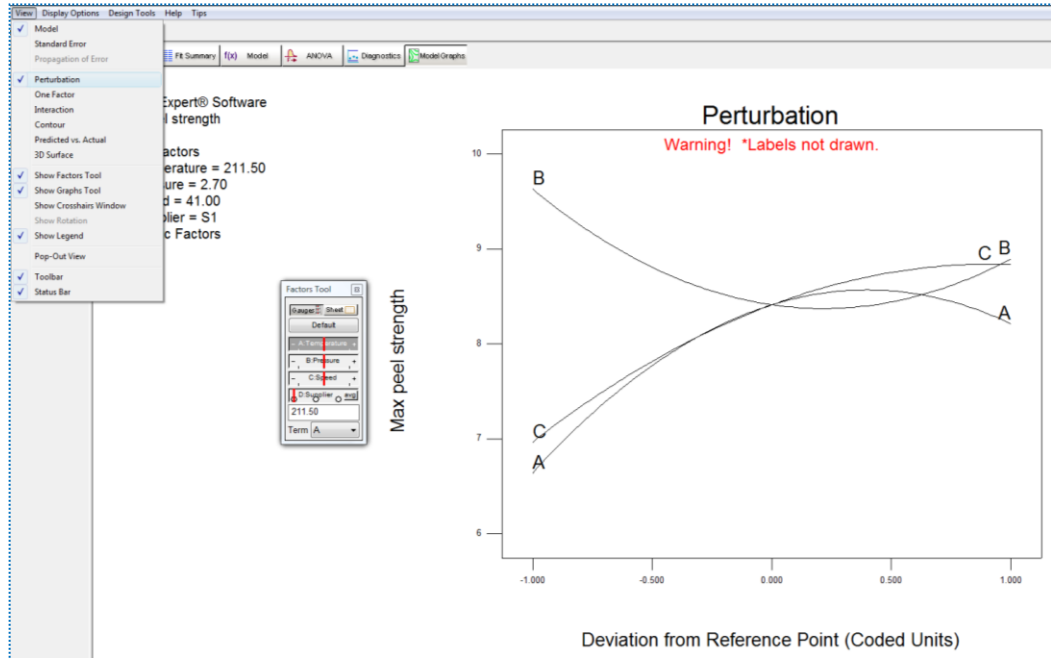 View Display Options Design Tools Help Tips
Model
Standard Error
Propagation of Error
Perturbation
One Factor
Interaction
Contour
Predicted vs. Actual
3D Surface
Show Factors Tool
Show Graphs Tool
Show Crosshairs Window
Show Rotation
Show Legend
Pop-Out View
Toolbar
Status Bar
Fit Summary f(x) Model ANOVA Diagnostics Model Graphs
Expert® Software
l strength
actors
erature = 211.50
ure = 2.70
d = 41.00
lier = S1
c Factors
Factors Tool
Gauges Sheet
Default
- A:Temperature +
- B:Pressure +
- C:Speed +
D:Supplier avg
211.50
Term A
Perturbation
Warning! *Labels not drawn.
Max peel strength
10
9
8
7
6
B
C B
A
C
A
-1.000 -0.500 0.000 0.500 1.000
Deviation from Reference Point (Coded Units)